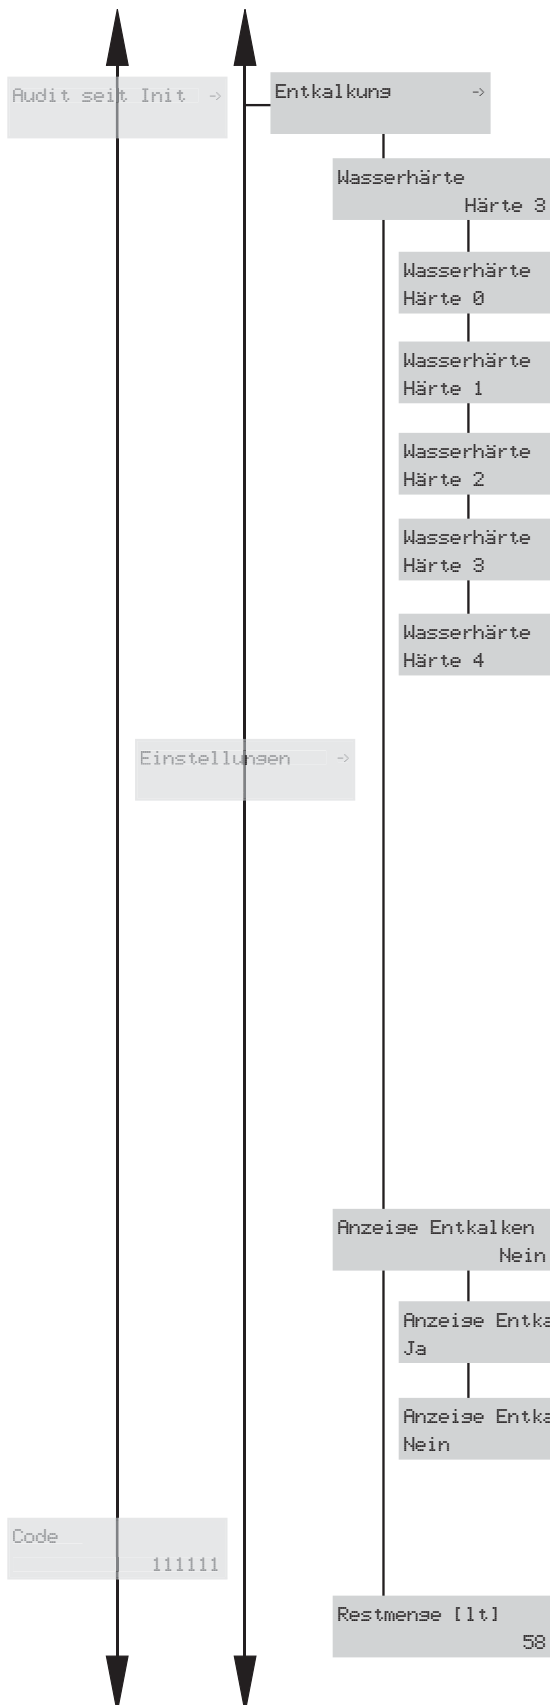 Audit seit Init ->
Entkalkung ->
Wasserhärte
Härte 3
Wasserhärte
Härte 0
Wasserhärte
Härte 1
Wasserhärte
Härte 2
Wasserhärte
Härte 3
Wasserhärte
Härte 4
Einstellungen ->
Anzeige Entkalken
Nein
Anzeige Entka
Ja
Anzeige Entka
Nein
Code
111111
Restmenge [lt]
58